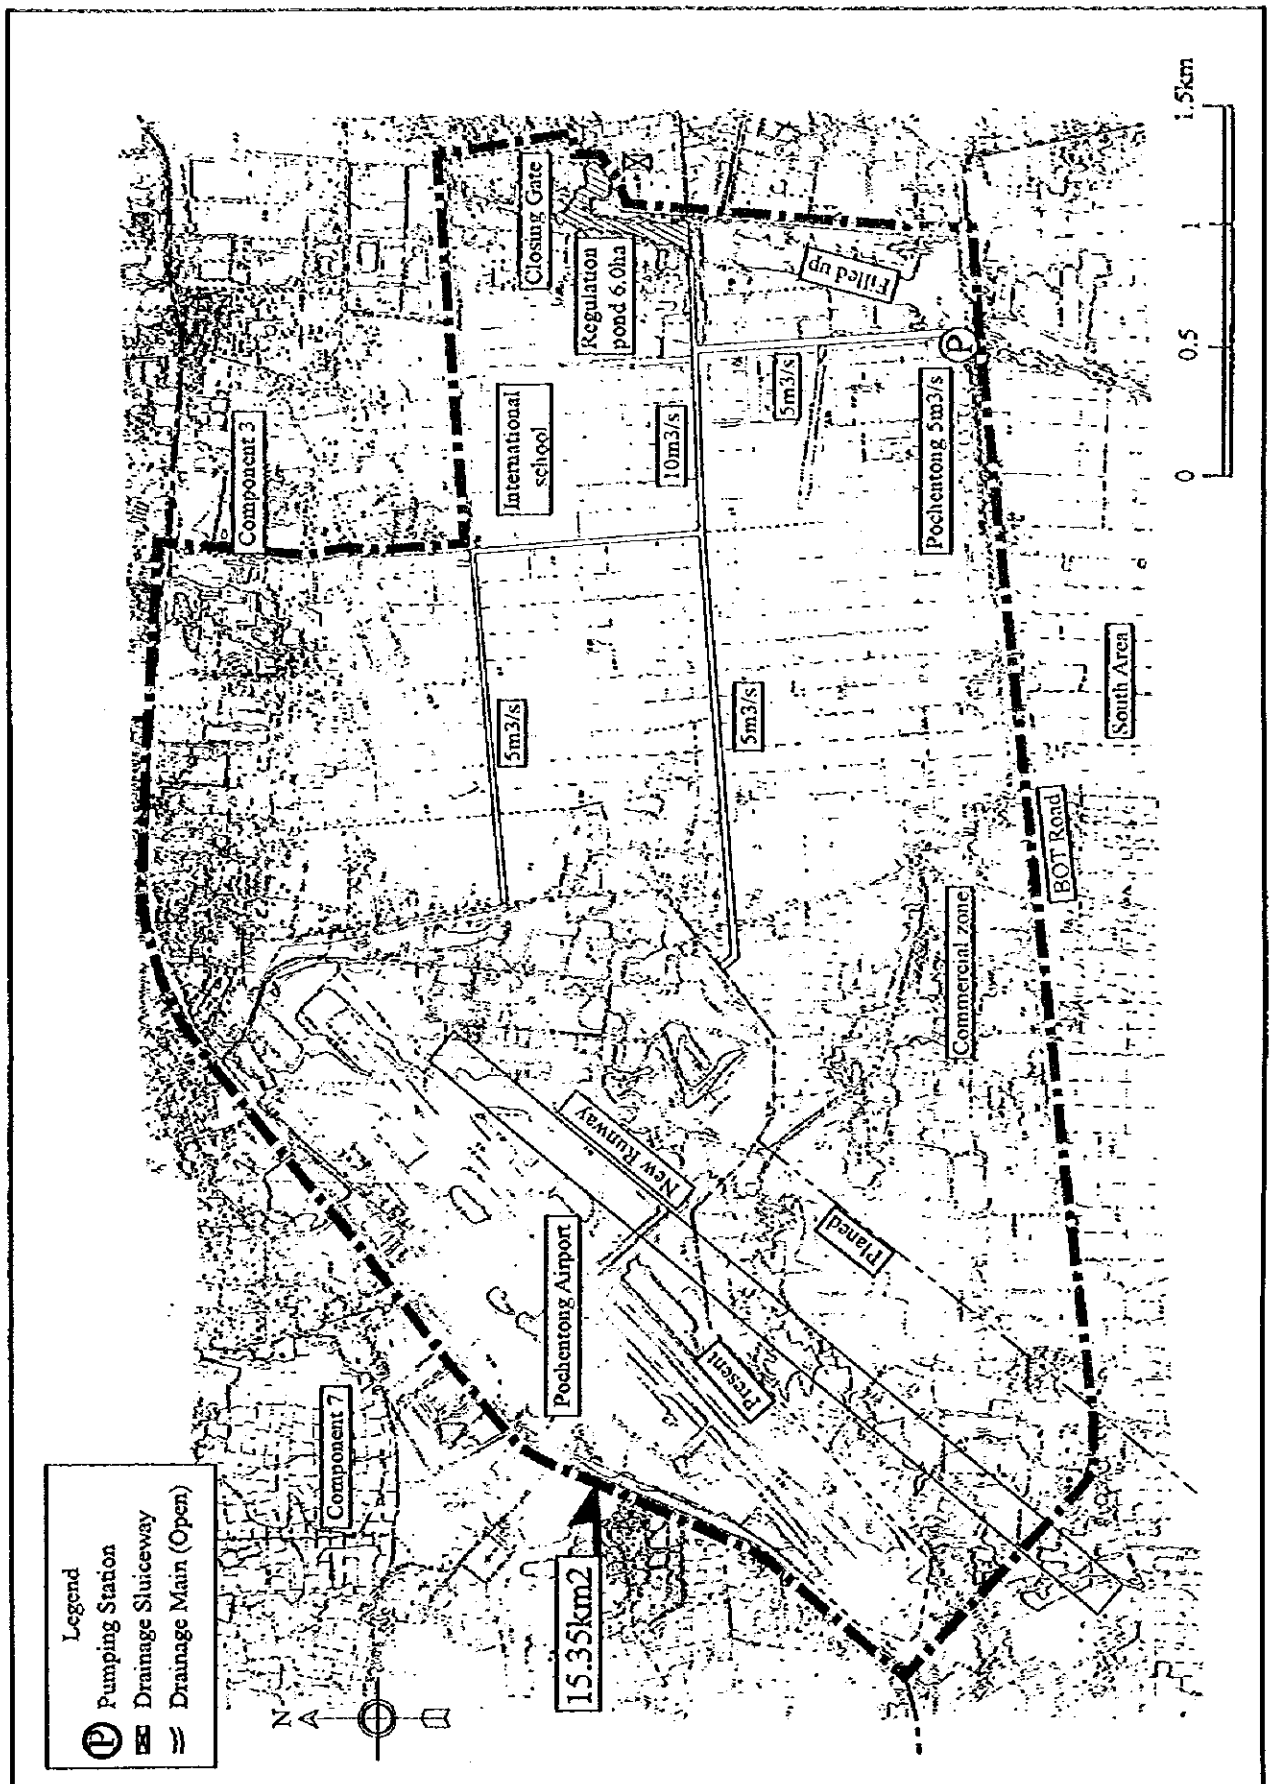 Legend
P Pumping Station
Drainage Sluiceway
Drainage Main (Open)
N
Component 7
Component 3
15.35km2
Pochentong Airport
New Runway
Present
Planed
International
school
Closing Gate
Regulation
pond 6.0ha
5m3/s
10m3/s
5m3/s
5m3/s
Filled up
Pochentong 5m3/s
P
Commercial zone
BOT Road
South Area
0
0.5
1
1.5km